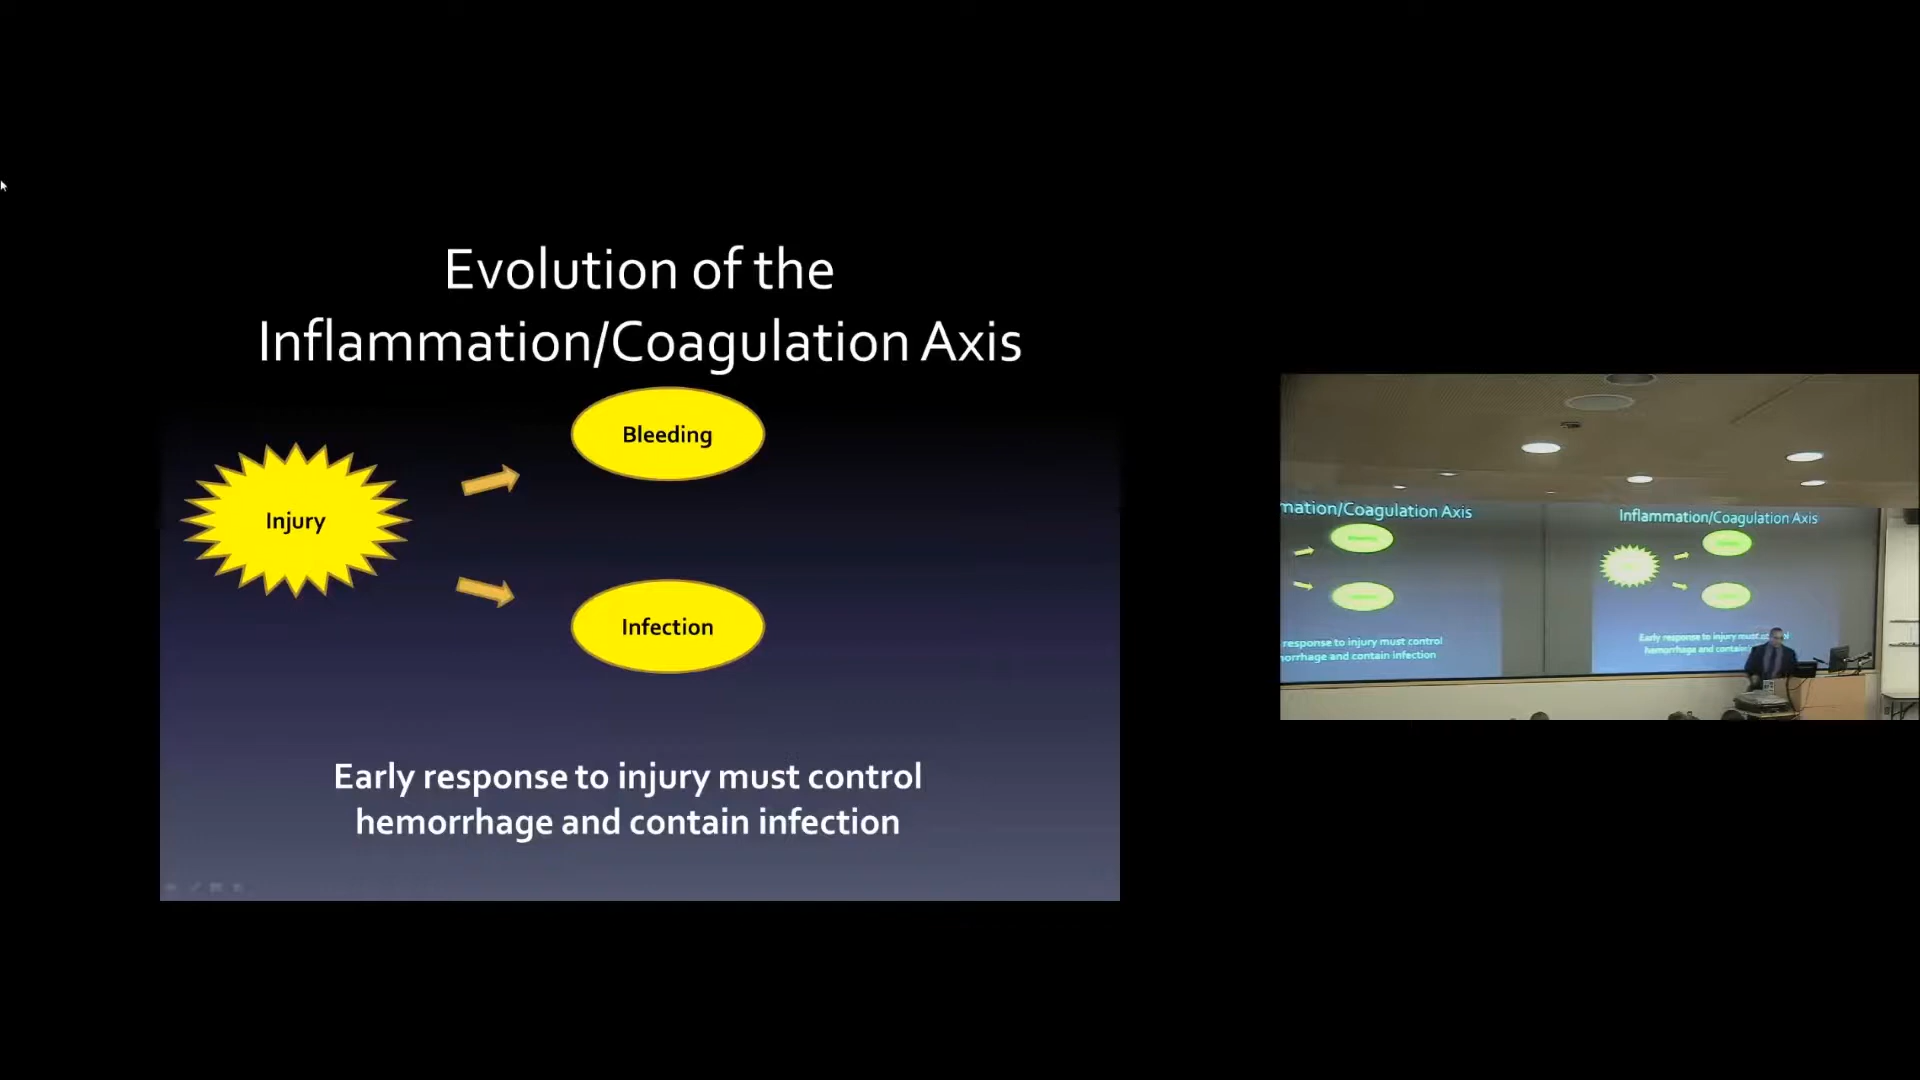 Evolution of the
Inflammation/Coagulation Axis
Bleeding
Injury
Infection
Early response to injury must control
hemorrhage and contain infection
mation/Coagulation Axis
response to injury must control
orrhage and contain infection
Inflammation/Coagulation Axis
Early response to injury must
hemorrhage and contain